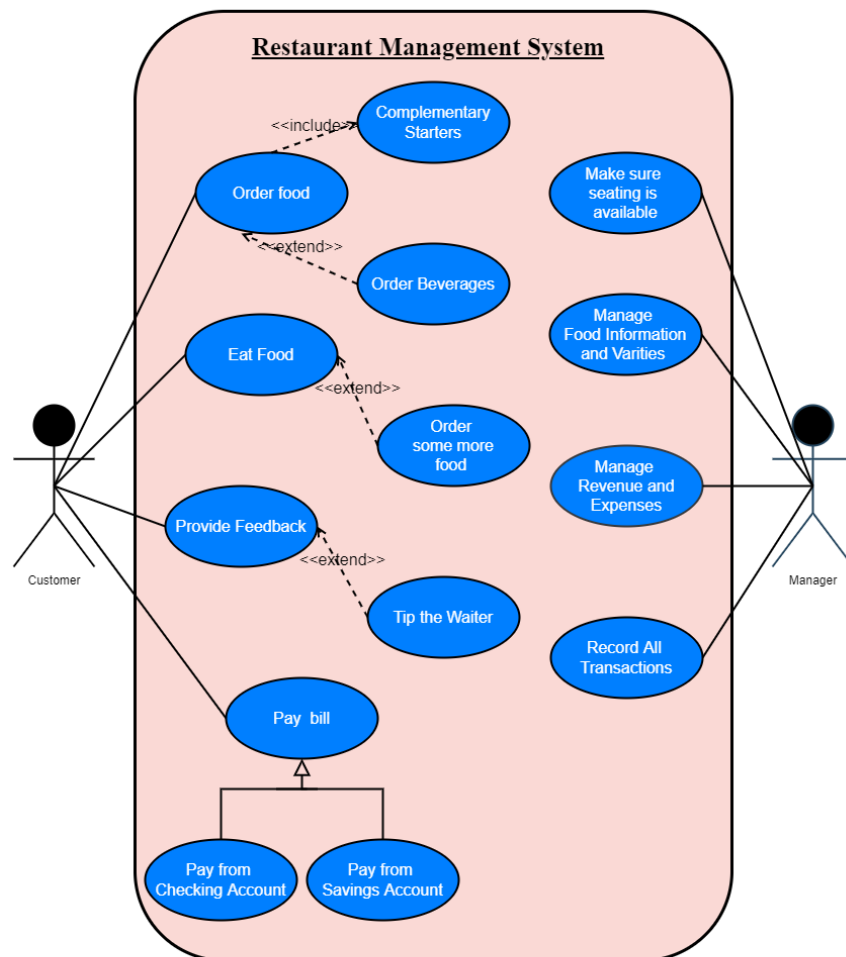 Restaurant Management System
Complementary
Starters
<<include>>
Order food
Make sure
seating is
available
<<extend>>
Order Beverages
Manage
Food Information
and Varities
Eat Food
<<extend>>
Order
some more
food
Manage
Revenue and
Expenses
Provide Feedback
<<extend>>
Customer
Manager
Tip the Waiter
Record All
Transactions
Pay bill
Pay from
Checking Account
Pay from
Savings Account